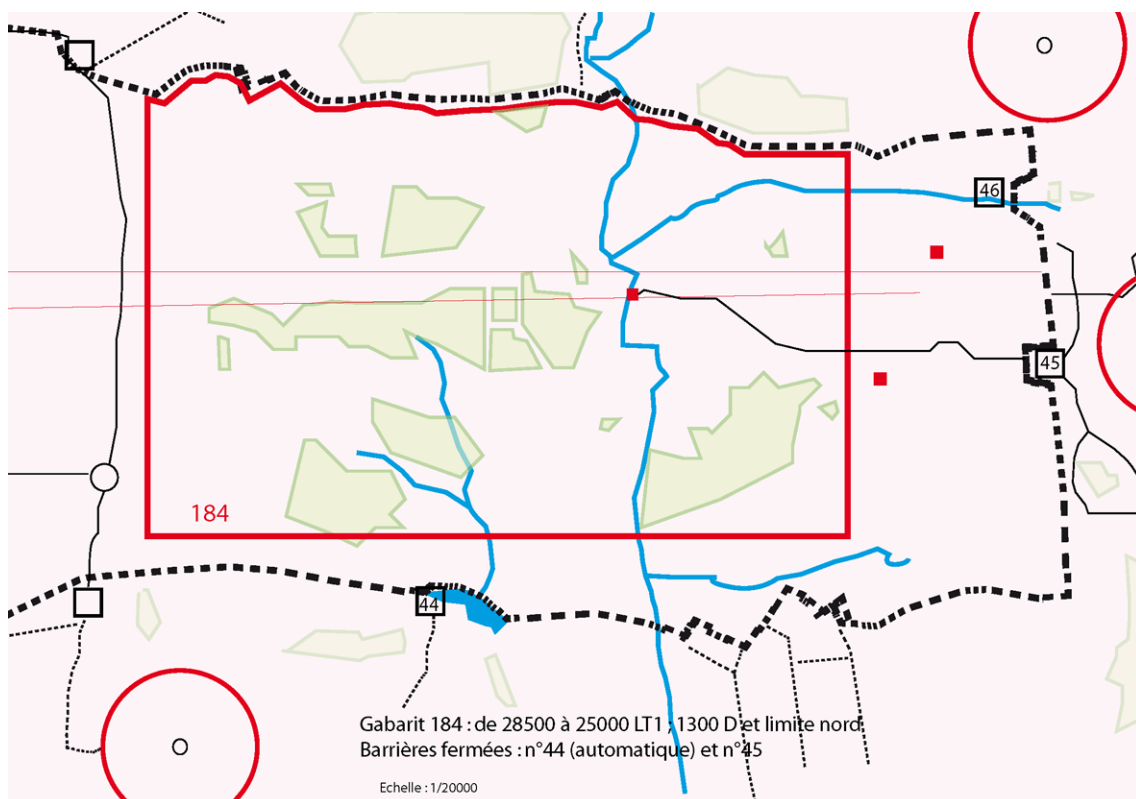 46
45
184
44
Gabarit 184 : de 28500 à 25000 LT1 ; 1300 D et limite nord
Barrières fermées : n°44 (automatique) et n°45
Echelle : 1/20000